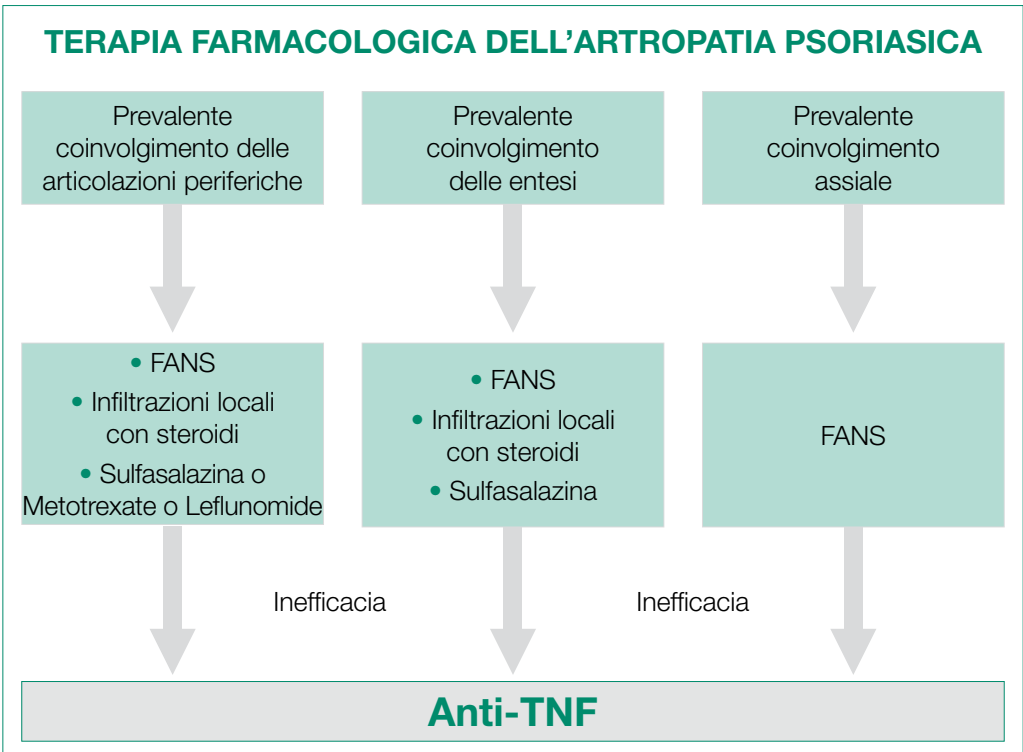 TERAPIA FARMACOLOGICA DELL’ARTROPATIA PSORIASICA
Prevalente
coinvolgimento delle
articolazioni periferiche
Prevalente
coinvolgimento
delle entesi
Prevalente
coinvolgimento
assiale
• FANS
• Infiltrazioni locali
con steroidi
• Sulfasalazina o
Metotrexate o Leflunomide
• FANS
• Infiltrazioni locali
con steroidi
• Sulfasalazina
FANS
Inefficacia
Inefficacia
Anti-TNF